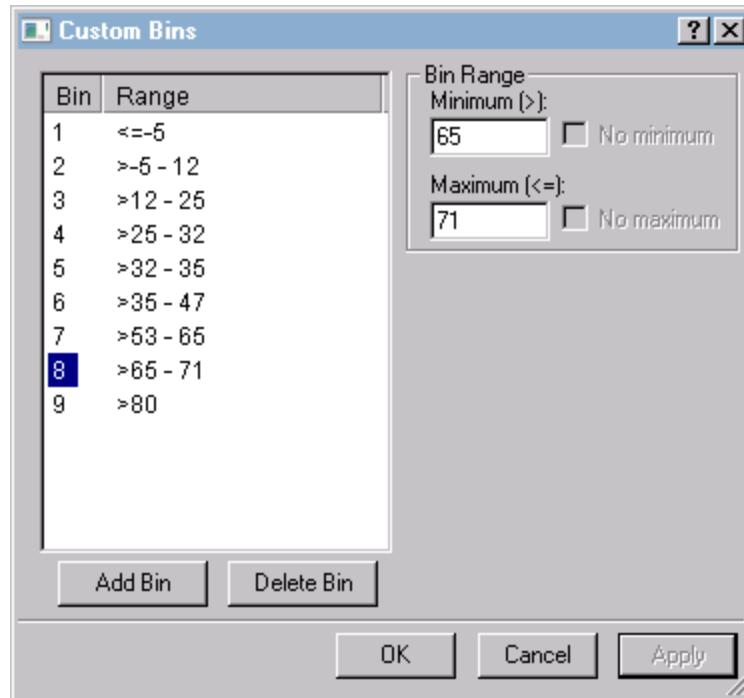 Custom Bins
Bin Range
1 <=-5
2 >-5 - 12
3 >12 - 25
4 >25 - 32
5 >32 - 35
6 >35 - 47
7 >53 - 65
8 >65 - 71
9 >80
Add Bin Delete Bin
Bin Range
Minimum (>):
65 No minimum
Maximum (<=):
71 No maximum
OK Cancel Apply